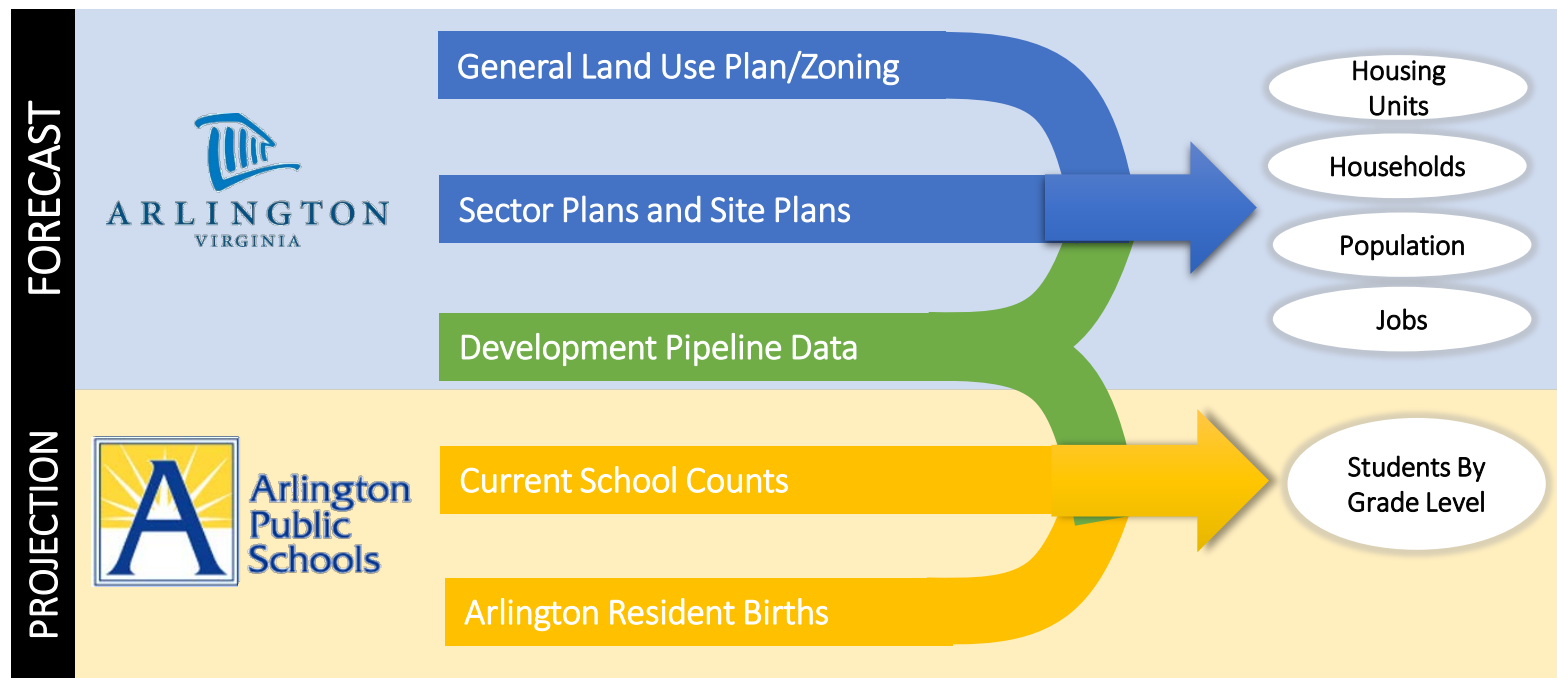 FORECAST
ARLINGTON
VIRGINIA
General Land Use Plan/Zoning
Sector Plans and Site Plans
Development Pipeline Data
Housing
Units
Households
Population
Jobs
PROJECTION
A
Arlington
Public
Schools
Current School Counts
Arlington Resident Births
Students By
Grade Level